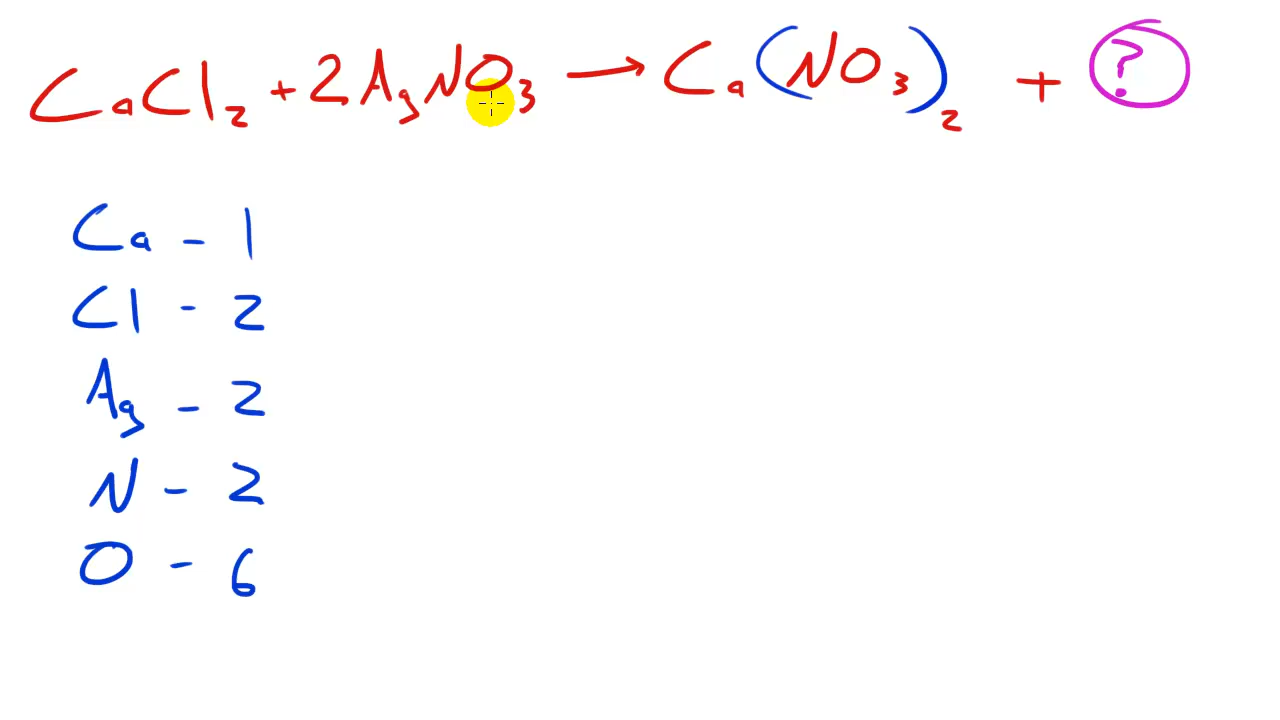 CaCl2 + 2AgNO3 → Ca(NO3)2 + ?
Ca - 1
Cl - 2
Ag - 2
N - 2
O - 6